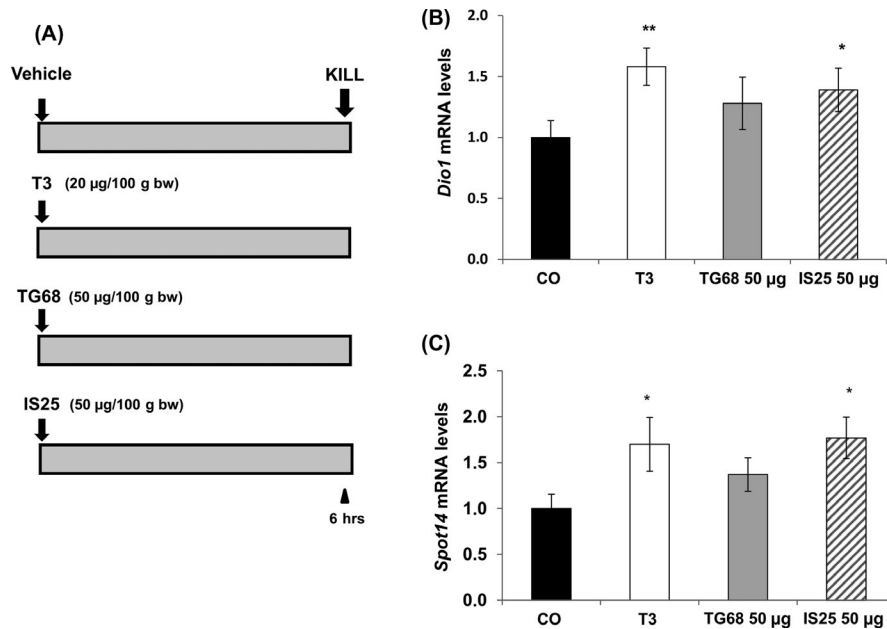 (A)
Vehicle
KILL
T3 (20 µg/100 g bw)
TG68 (50 µg/100 g bw)
IS25 (50 µg/100 g bw)
6 hrs
(B)
Dio1 mRNA levels
2.0
1.5
1.0
0.5
0.0
**
*
CO T3 TG68 50 µg IS25 50 µg
(C)
Spot14 mRNA levels
2.5
2.0
1.5
1.0
0.5
0.0
*
*
CO T3 TG68 50 µg IS25 50 µg